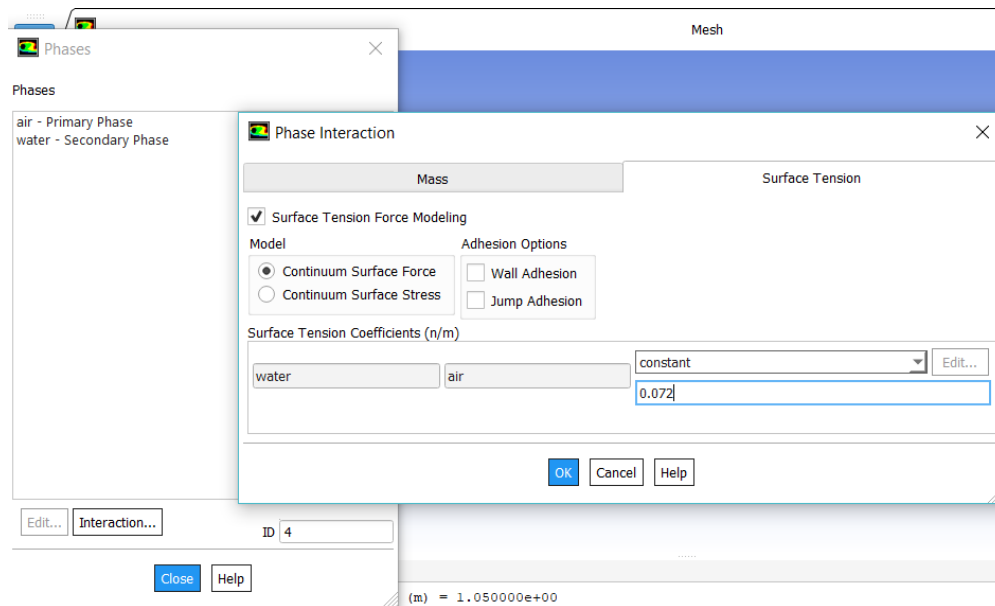 Mesh
Phases
Phases
air - Primary Phase
water - Secondary Phase
Phase Interaction
Mass
Surface Tension
Surface Tension Force Modeling
Model
Adhesion Options
Continuum Surface Force
Wall Adhesion
Continuum Surface Stress
Jump Adhesion
Surface Tension Coefficients (n/m)
water
air
constant
Edit...
0.072
OK
Cancel
Help
Edit...
Interaction...
ID 4
Close
Help
(m) = 1.050000e+00